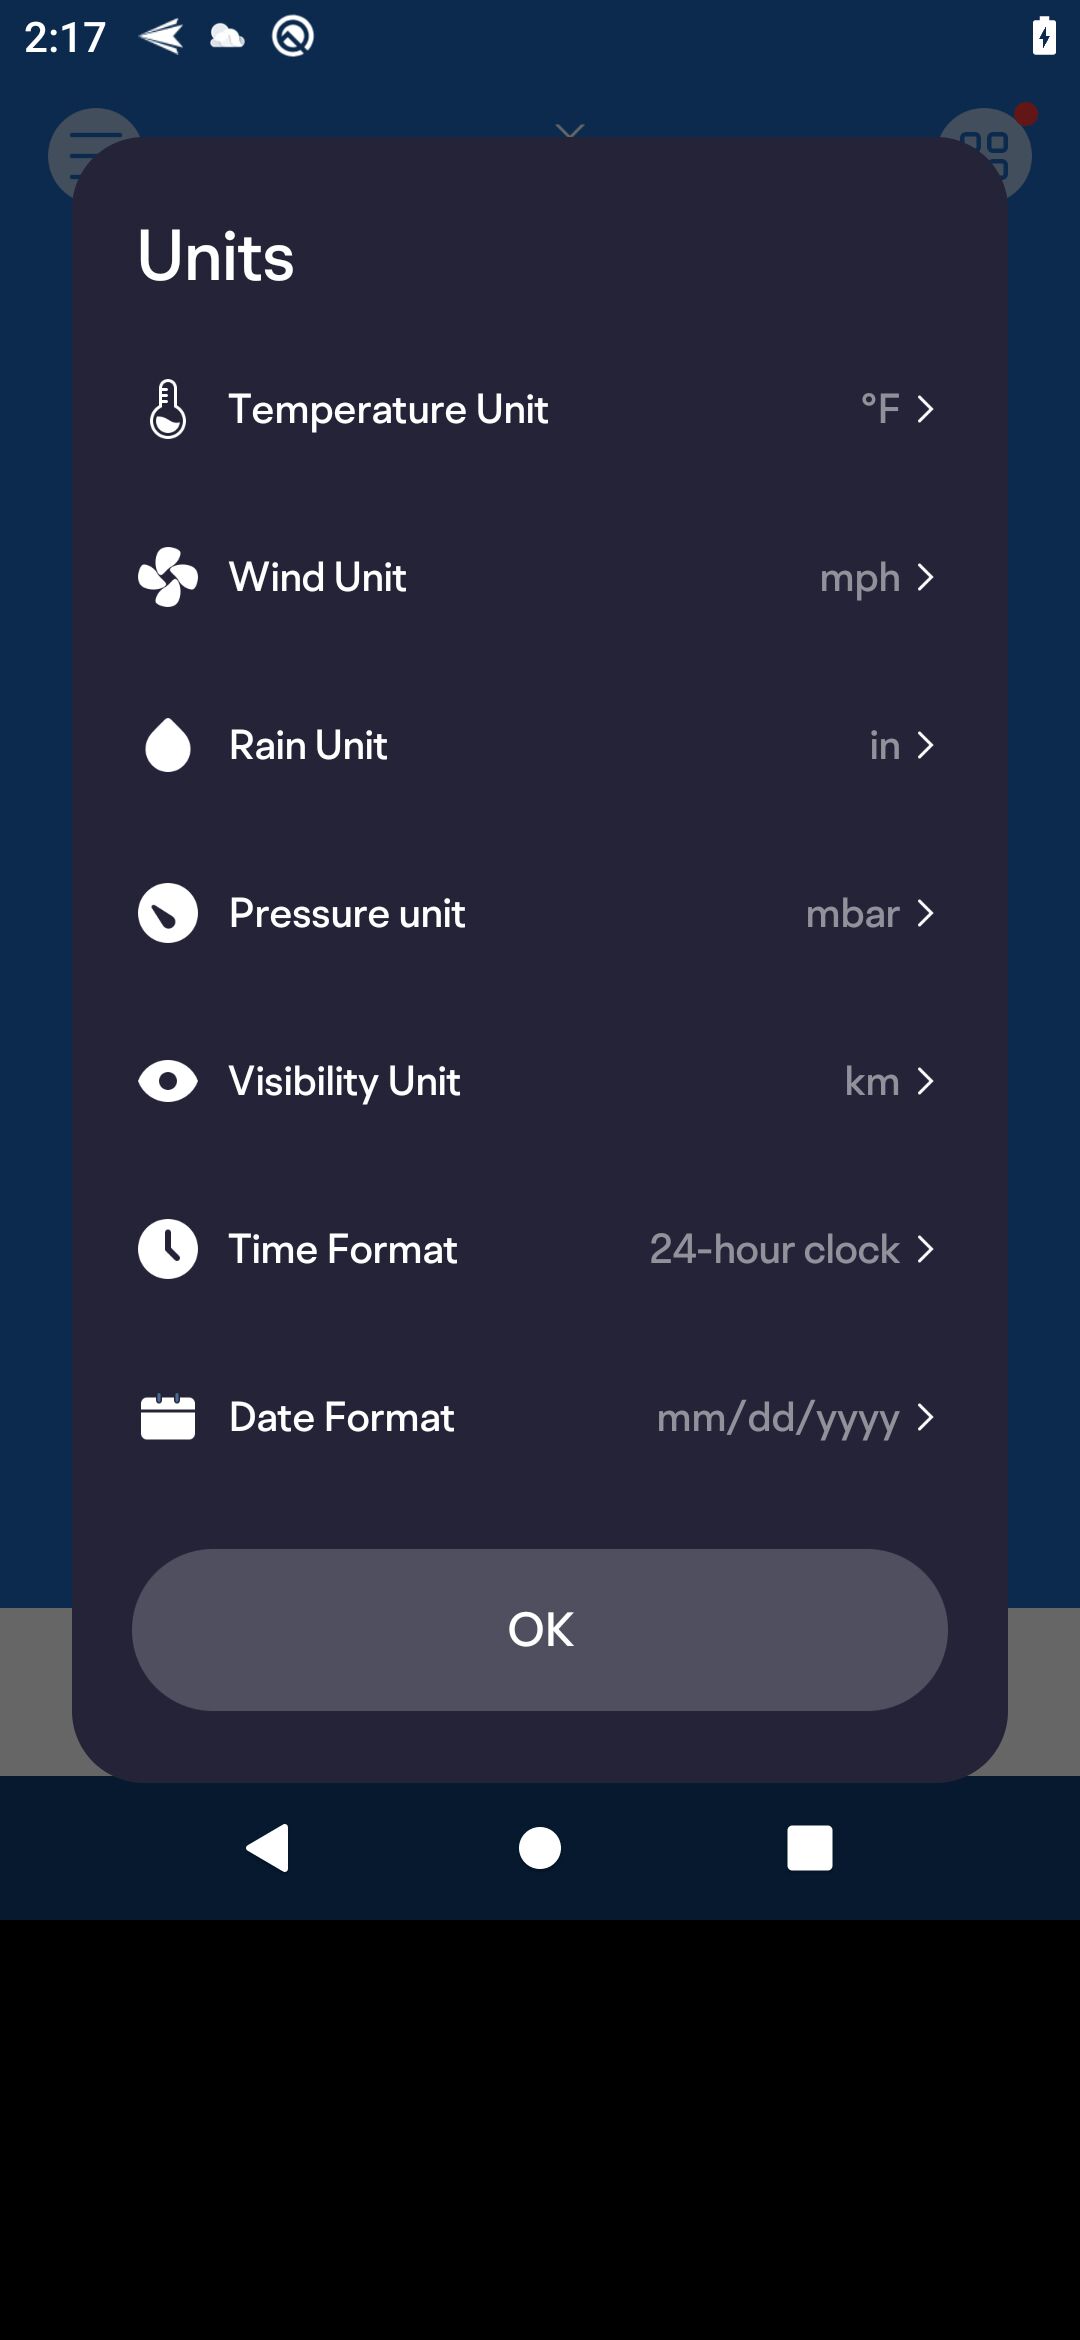 2:17
Units
Temperature Unit °F
Wind Unit mph
Rain Unit in
Pressure unit mbar
Visibility Unit km
Time Format 24-hour clock
Date Format mm/dd/yyyy
OK